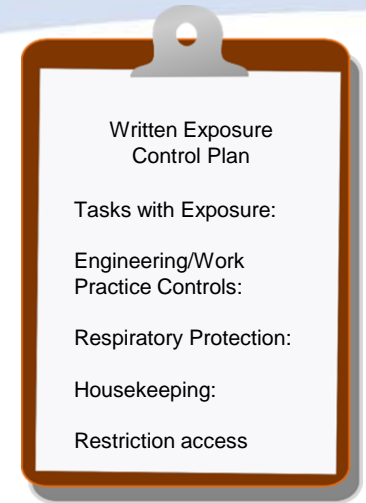 Written Exposure
Control Plan
Tasks with Exposure:
Engineering/Work
Practice Controls:
Respiratory Protection:
Housekeeping:
Restriction access